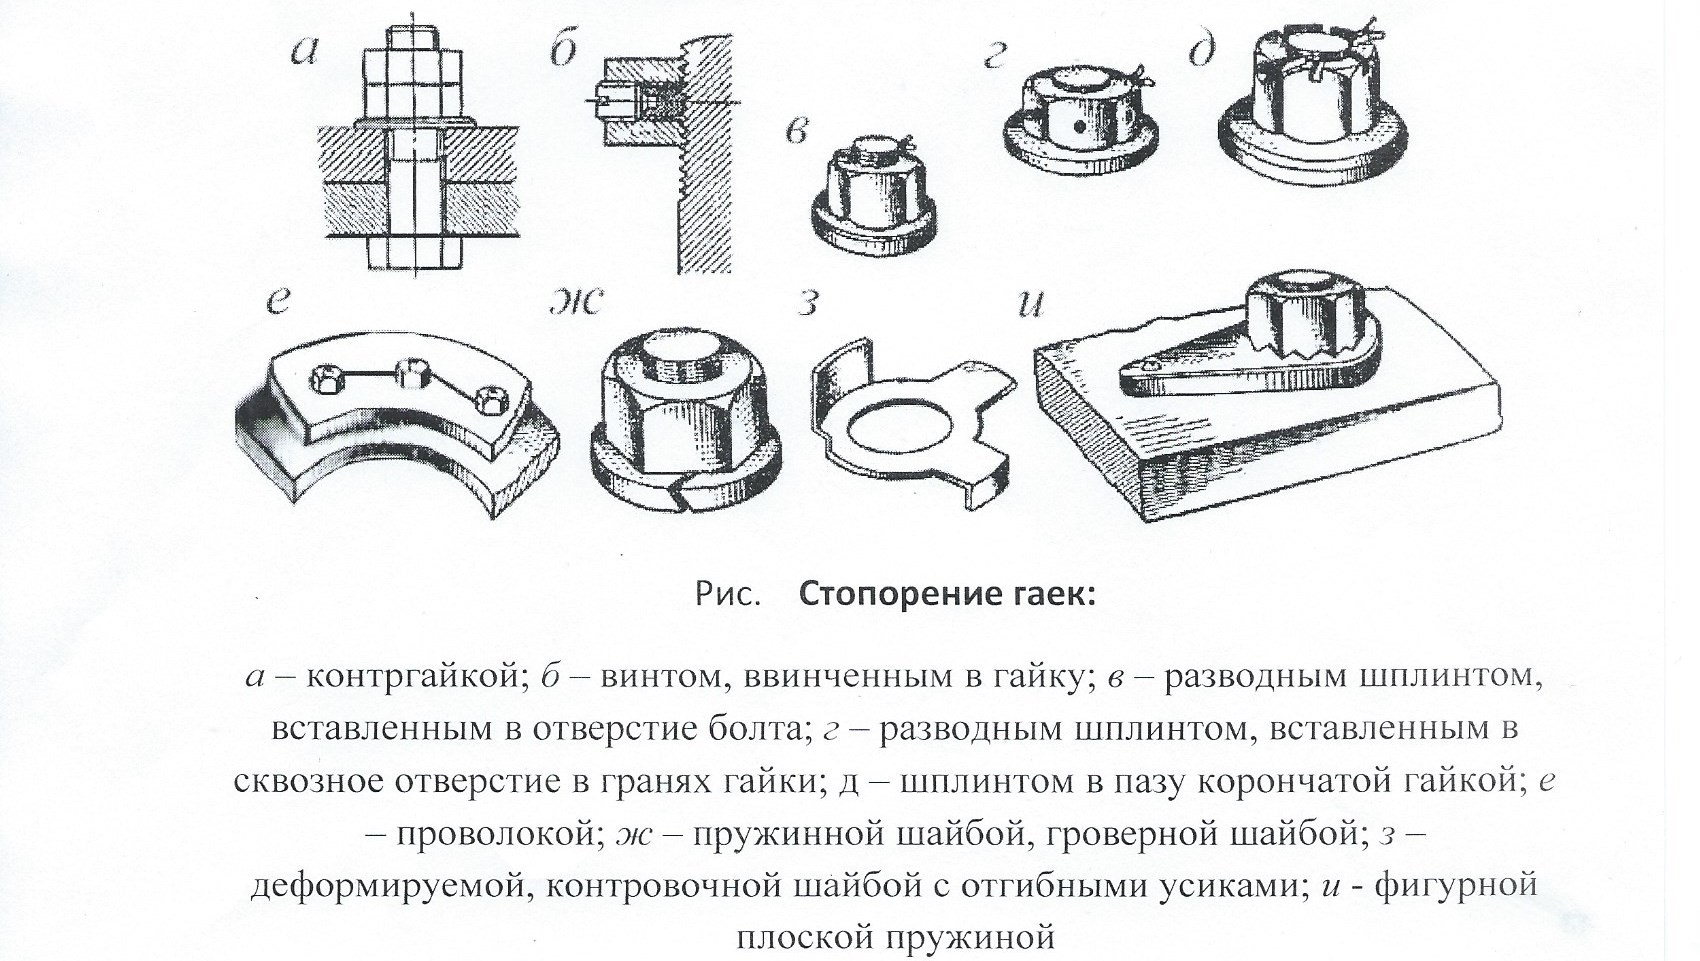 а б в г д
е ж з и
Рис. Стопорение гаек:
а – контргайкой; б – винтом, ввинченным в гайку; в – разводным шплинтом,
вставленным в отверстие болта; г – разводным шплинтом, вставленным в
сквозное отверстие в гранях гайки; д – шплинтом в пазу корончатой гайкой; е
– проволокой; ж – пружинной шайбой, гроверной шайбой; з –
деформируемой, контровочной шайбой с отгибными усиками; и - фигурной
плоской пружиной